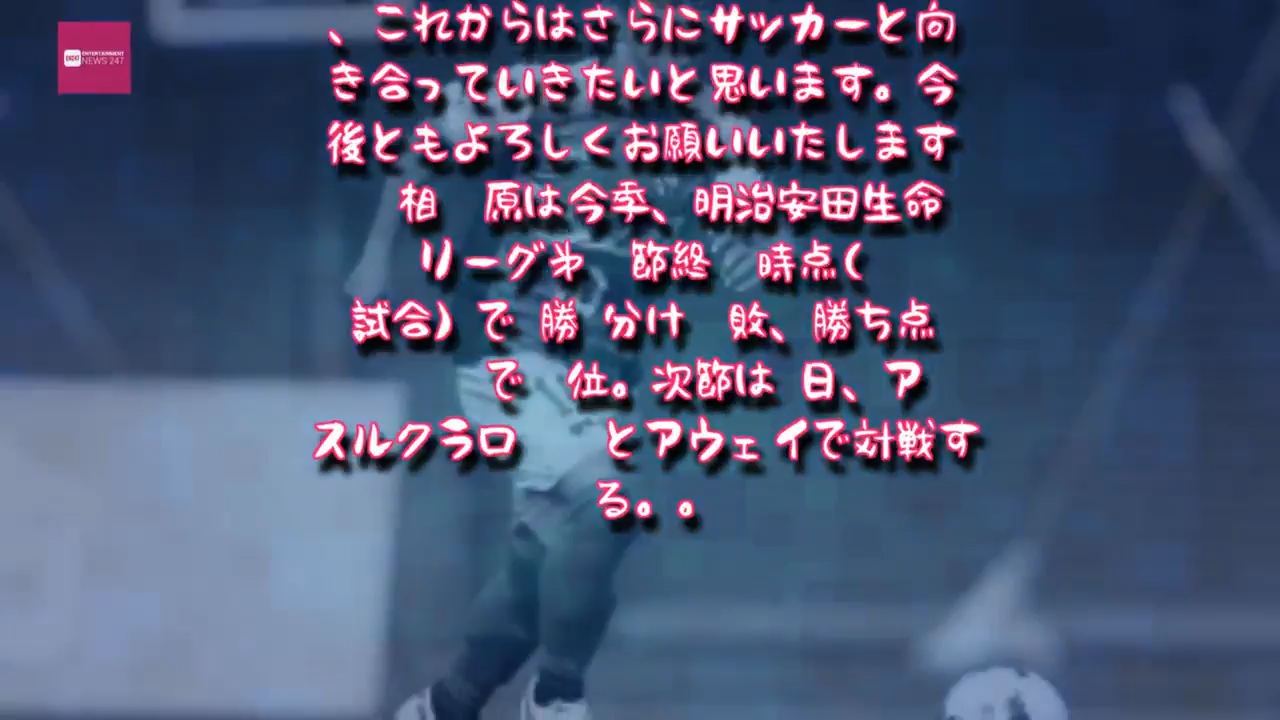 ENTERTAINMENT
NEWS 247
、これからはさらにサッカーと向
き合っていきたいと思います。今
後ともよろしくお願いいたします
相　原は今季、明治安田生命
リーグ第　節終　時点(
試合) で 勝 分け　敗、勝ち点
で　位。次節は 日、ア
スルクラロ　　とアウェイで対戦す
る。。